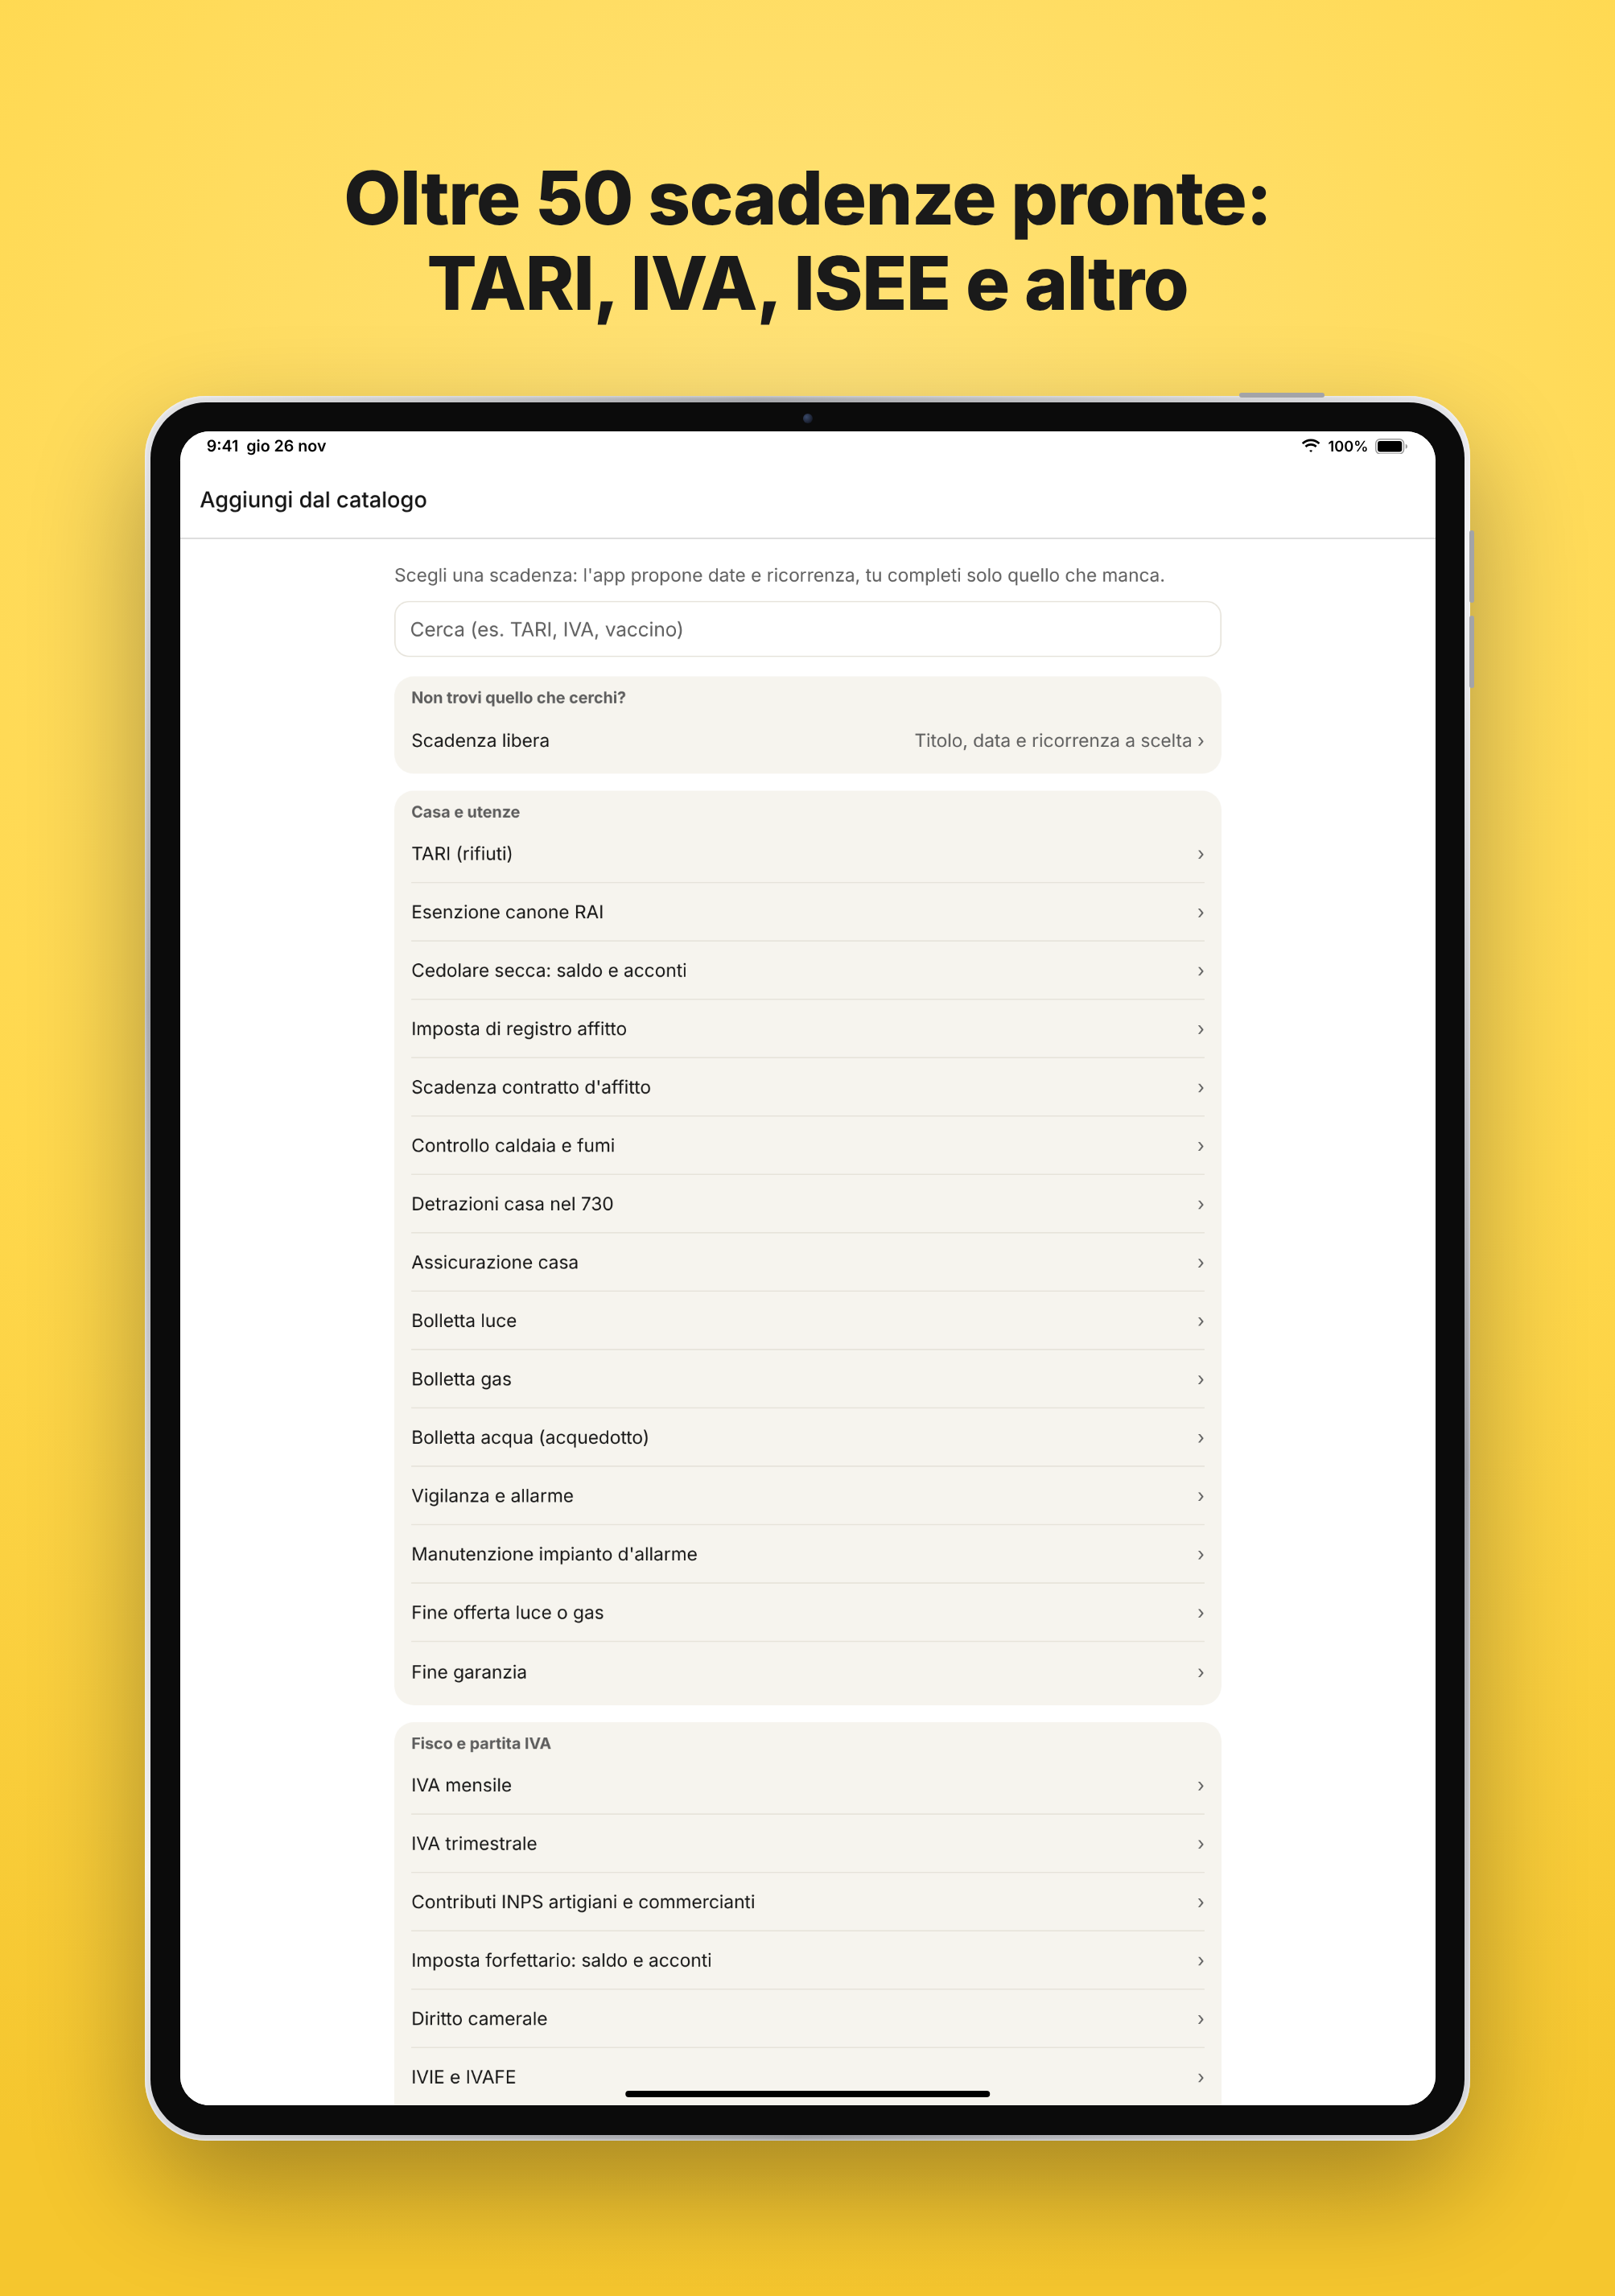 Oltre 50 scadenze pronte:
TARI, IVA, ISEE e altro
9:41 gio 26 nov
100%
Aggiungi dal catalogo
Scegli una scadenza: l'app propone date e ricorrenza, tu completi solo quello che manca.
Cerca (es. TARI, IVA, vaccino)
Non trovi quello che cerchi?
Scadenza libera Titolo, data e ricorrenza a scelta ›
Casa e utenze
TARI (rifiuti) ›
Esenzione canone RAI ›
Cedolare secca: saldo e acconti ›
Imposta di registro affitto ›
Scadenza contratto d'affitto ›
Controllo caldaia e fumi ›
Detrazioni casa nel 730 ›
Assicurazione casa ›
Bolletta luce ›
Bolletta gas ›
Bolletta acqua (acquedotto) ›
Vigilanza e allarme ›
Manutenzione impianto d'allarme ›
Fine offerta luce o gas ›
Fine garanzia ›
Fisco e partita IVA
IVA mensile ›
IVA trimestrale ›
Contributi INPS artigiani e commercianti ›
Imposta forfettario: saldo e acconti ›
Diritto camerale ›
IVIE e IVAFE ›